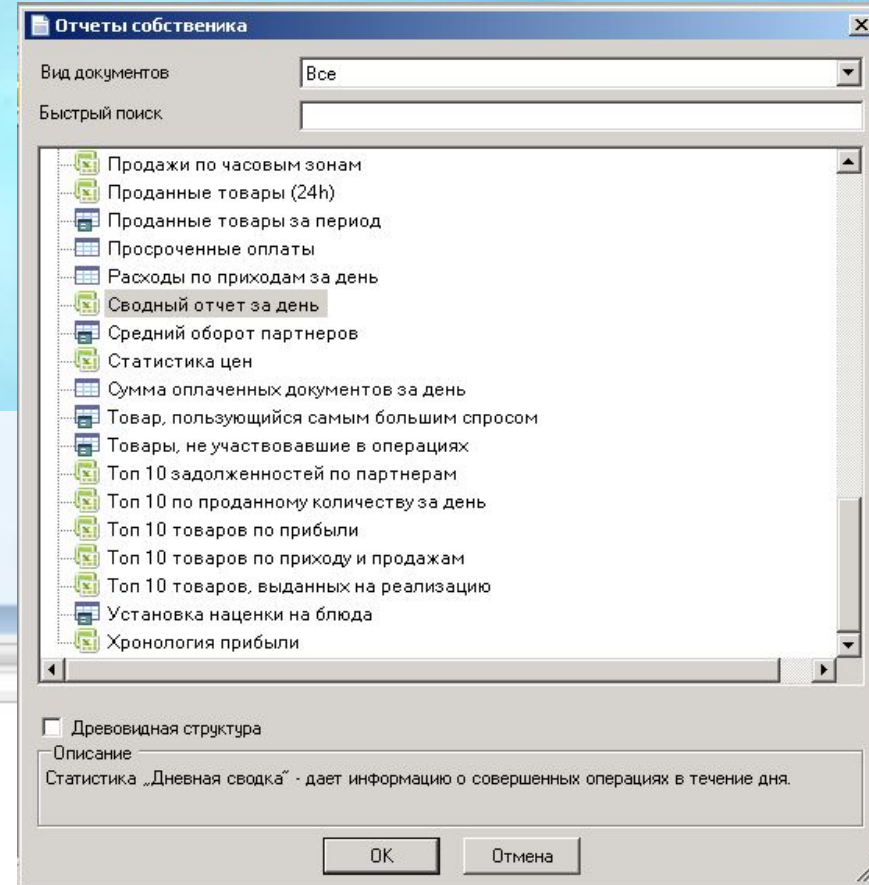 Отчеты собственика
Вид документов
Все
Быстрый поиск
Продажи по часовым зонам
Проданные товары (24h)
Проданные товары за период
Просроченные оплаты
Расходы по приходам за день
Сводный отчет за день
Средний оборот партнеров
Статистика цен
Сумма оплаченных документов за день
Товар, пользующийся самым большим спросом
Товары, не участвовавшие в операциях
Топ 10 задолженностей по партнерам
Топ 10 по проданному количеству за день
Топ 10 товаров по прибыли
Топ 10 товаров по приходу и продажам
Топ 10 товаров, выданных на реализацию
Установка наценки на блюда
Хронология прибыли
Древовидная структура
Описание
Статистика „Дневная сводка“ - дает информацию о совершенных операциях в течение дня.
OK
Отмена